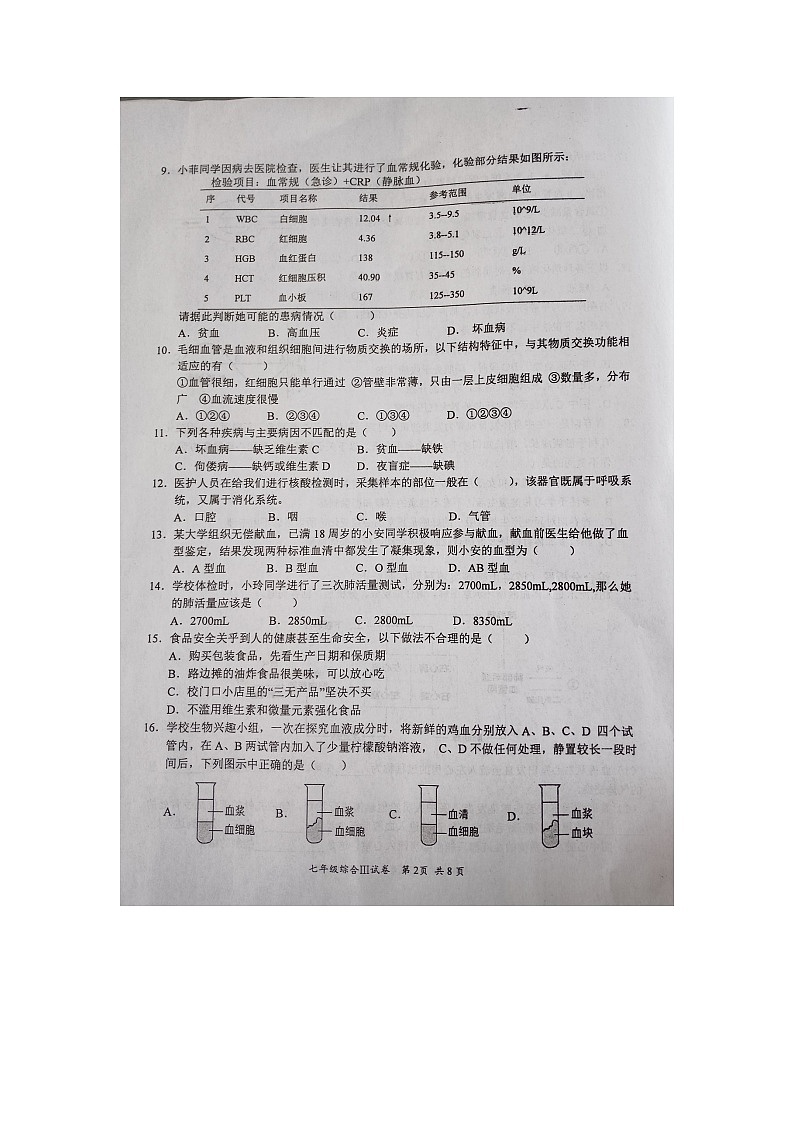 9．小菲同学因病去医院检查，医生让其进行了血常规化验，化验部分结果如图所示：
检验项目：血常规（急诊）+CRP（静脉血）
序 代号 项目名称 结果 参考范围 单位
1 WBC 白细胞 12.04 ↑ 3.5--9.5 10^9/L
2 RBC 红细胞 4.36 3.8--5.1 10^12/L
3 HGB 血红蛋白 138 115--150 g/L
4 HCT 红细胞压积 40.90 35--45 %
5 PLT 血小板 167 125--350 10^9L
请据此判断她可能的患病情况（ ）
A．贫血 B．高血压 C．炎症 D．坏血病
10．毛细血管是血液和组织细胞间进行物质交换的场所，以下结构特征中，与其物质交换功能相
适应的有（ ）
①血管很细，红细胞只能单行通过 ②管壁非常薄，只由一层上皮细胞组成 ③数量多，分布
广 ④血流速度很慢
A．①②④ B．②③④ C．①③④ D．①②③④
11．下列各种疾病与主要病因不匹配的是（ ）
A．坏血病——缺乏维生素 C B．贫血——缺铁
C．佝偻病——缺钙或维生素 D D．夜盲症——缺碘
12．医护人员在给我们进行核酸检测时，采集样本的部位一般在（ ），该器官既属于呼吸系
统，又属于消化系统。
A．口腔 B．咽 C．喉 D．气管
13．某大学组织无偿献血，已满 18 周岁的小安同学积极响应参与献血，献血前医生给他做了血
型鉴定，结果发现两种标准血清中都发生了凝集现象，则小安的血型为（ ）
A．A 型血 B．B 型血 C．O 型血 D．AB 型血
14．学校体检时，小玲同学进行了三次肺活量测试，分别为：2700mL，2850mL,2800mL,那么她
的肺活量应该是（ ）
A．2700mL B．2850mL C．2800mL D．8350mL
15．食品安全关乎到人的健康甚至生命安全，以下做法不合理的是（ ）
A．购买包装食品，先看生产日期和保质期
B．路边摊的油炸食品很美味，可以放心吃
C．校门口小店里的“三无产品”坚决不买
D．不滥用维生素和微量元素强化食品
16．学校生物兴趣小组，一次在探究血液成分时，将新鲜的鸡血分别放入 A、B、C、D 四个试
管内，在 A、B 两试管内加入了少量柠檬酸钠溶液， C、D 不做任何处理，静置较长一段时
间后，下列图示中正确的是（ ）
A． 血浆 血细胞 B． 血浆 血细胞 C． 血清 血细胞 D． 血浆 血块
七年级综合III试卷 第 2页 共 8 页